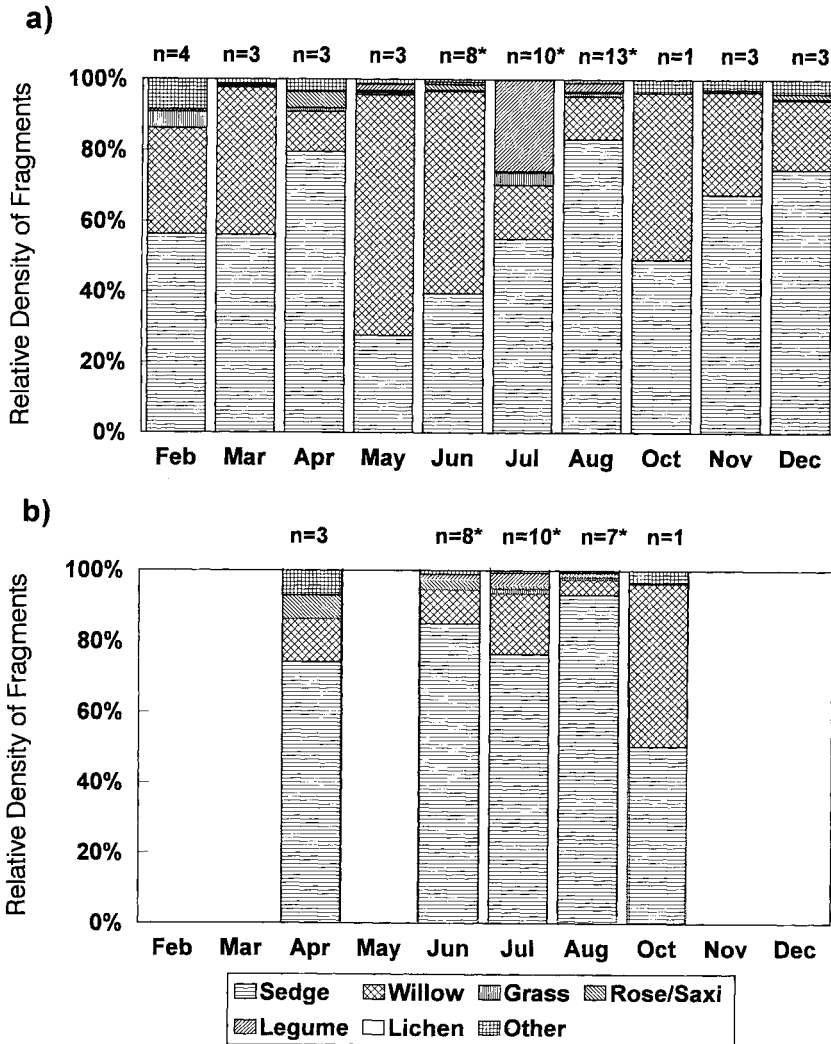 a)
n=4 n=3 n=3 n=3 n=8* n=10* n=13* n=1 n=3 n=3
Relative Density of Fragments
100%
80%
60%
40%
20%
0%
Feb Mar Apr May Jun Jul Aug Oct Nov Dec
b)
n=3 n=8* n=10* n=7* n=1
Relative Density of Fragments
100%
80%
60%
40%
20%
0%
Feb Mar Apr May Jun Jul Aug Oct Nov Dec
Sedge Willow Grass Rose/Saxi
Legume Lichen Other